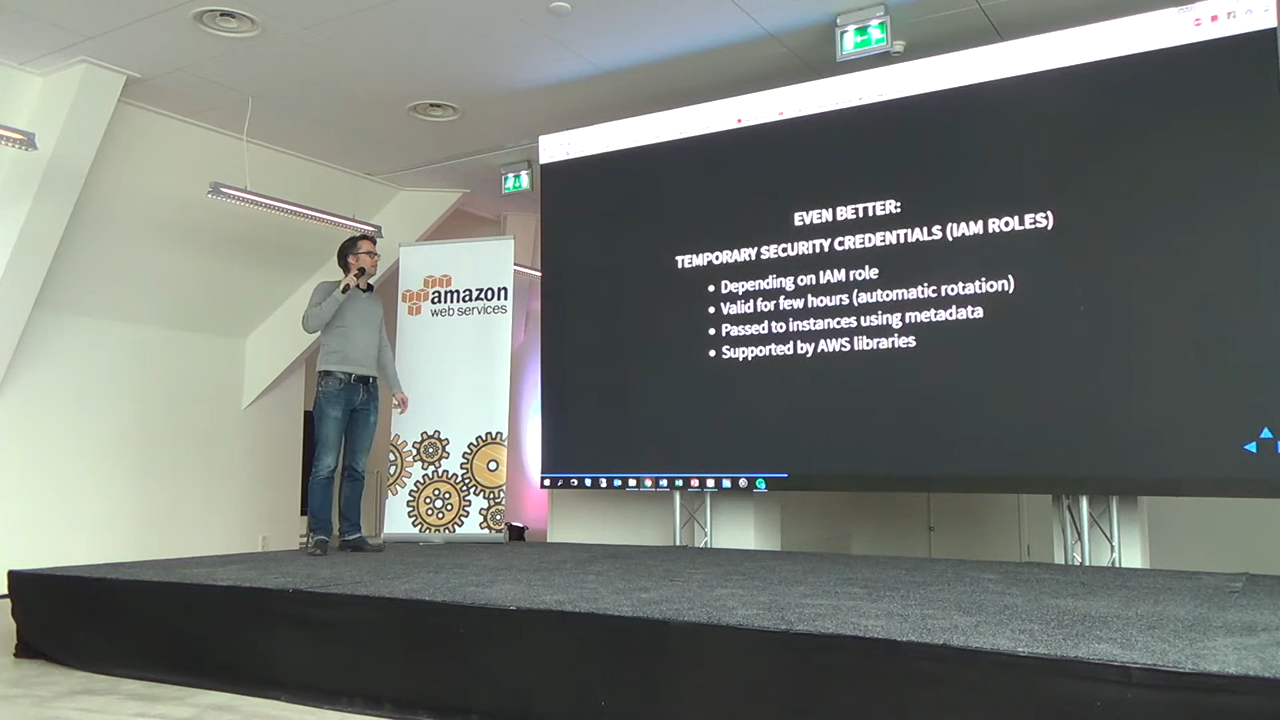 EVEN BETTER:
TEMPORARY SECURITY CREDENTIALS (IAM ROLES)
• Depending on IAM role
• Valid for few hours (automatic rotation)
• Passed to instances using metadata
• Supported by AWS libraries
amazon
web services